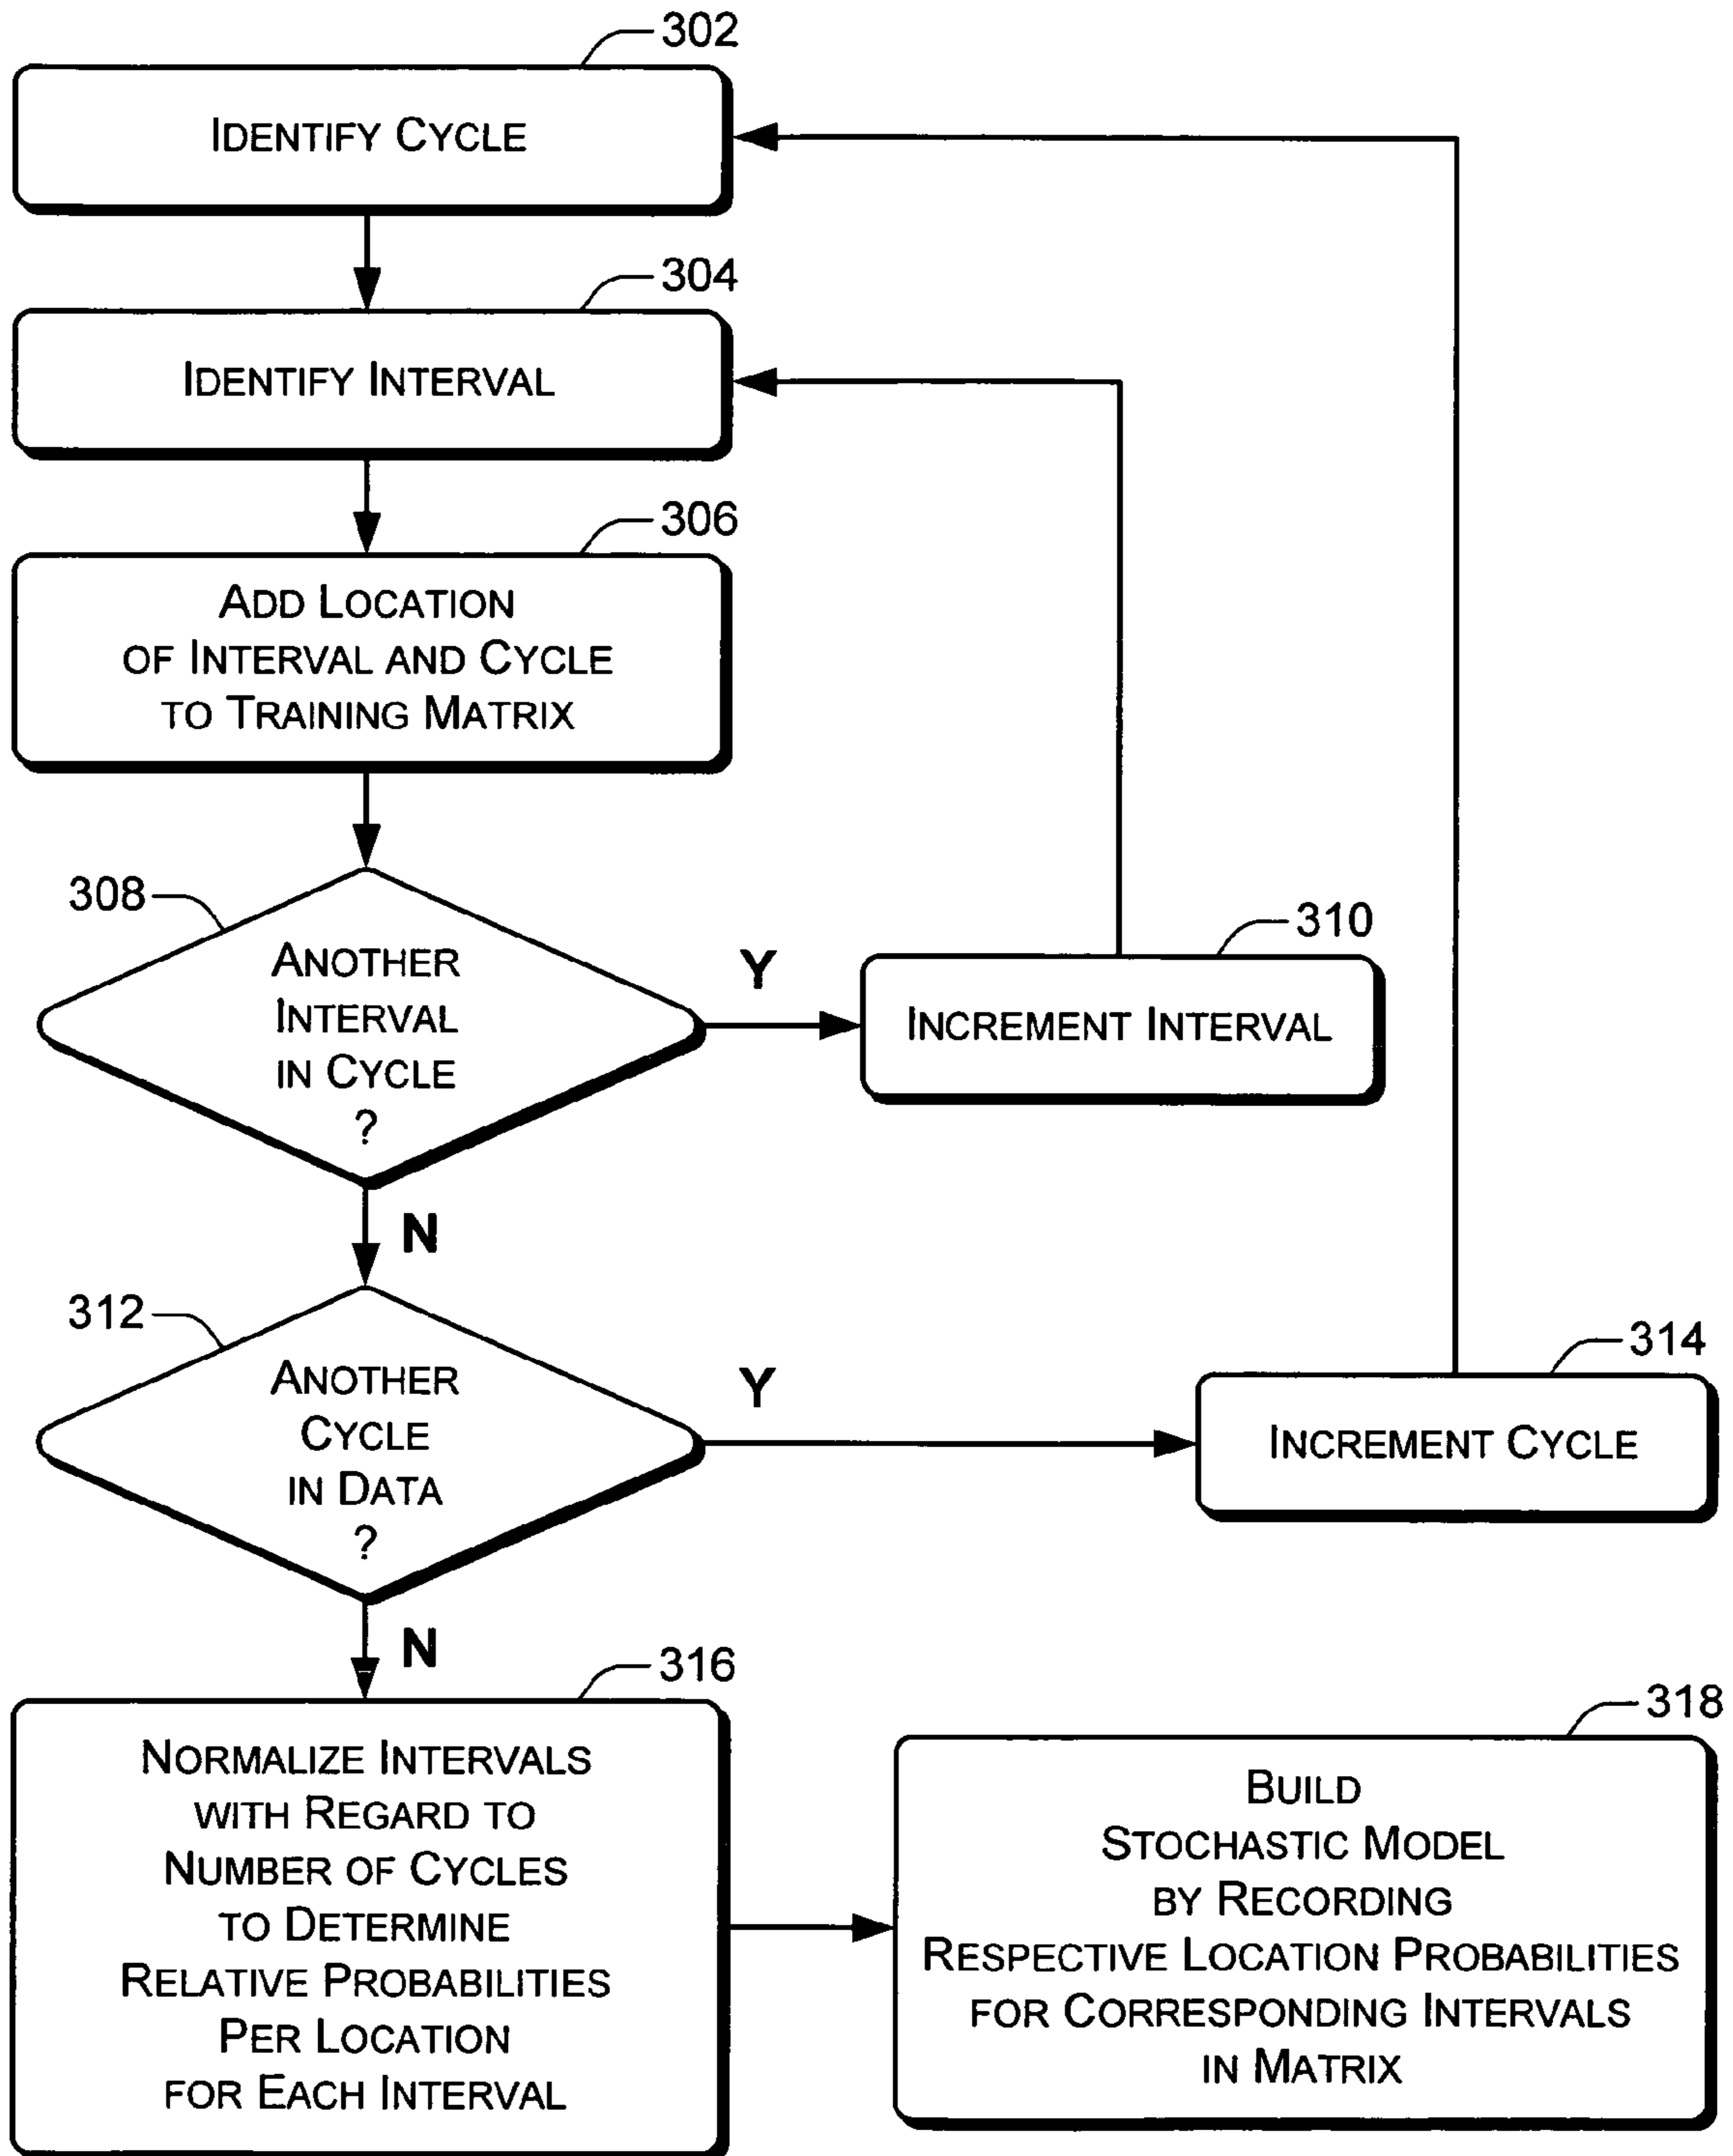 302
IDENTIFY CYCLE
304
IDENTIFY INTERVAL
306
ADD LOCATION
OF INTERVAL AND CYCLE
TO TRAINING MATRIX
308
ANOTHER
INTERVAL
IN CYCLE
?
Y
310
INCREMENT INTERVAL
N
312
ANOTHER
CYCLE
IN DATA
?
Y
314
INCREMENT CYCLE
N
316
NORMALIZE INTERVALS
WITH REGARD TO
NUMBER OF CYCLES
TO DETERMINE
RELATIVE PROBABILITIES
PER LOCATION
FOR EACH INTERVAL
318
BUILD
STOCHASTIC MODEL
BY RECORDING
RESPECTIVE LOCATION PROBABILITIES
FOR CORRESPONDING INTERVALS
IN MATRIX